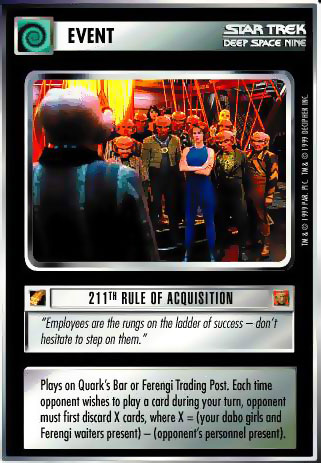 EVENT
STAR TREK
DEEP SPACE NINE
TM & © 1999 PAR. PIC. TM & © 1999 DECIPHER INC.
211TH RULE OF ACQUISITION
"Employees are the rungs on the ladder of success – don't
hesitate to step on them."
Plays on Quark's Bar or Ferengi Trading Post. Each time
opponent wishes to play a card during your turn, opponent
must first discard X cards, where X = (your dabo girls and
Ferengi waiters present) – (opponent's personnel present).